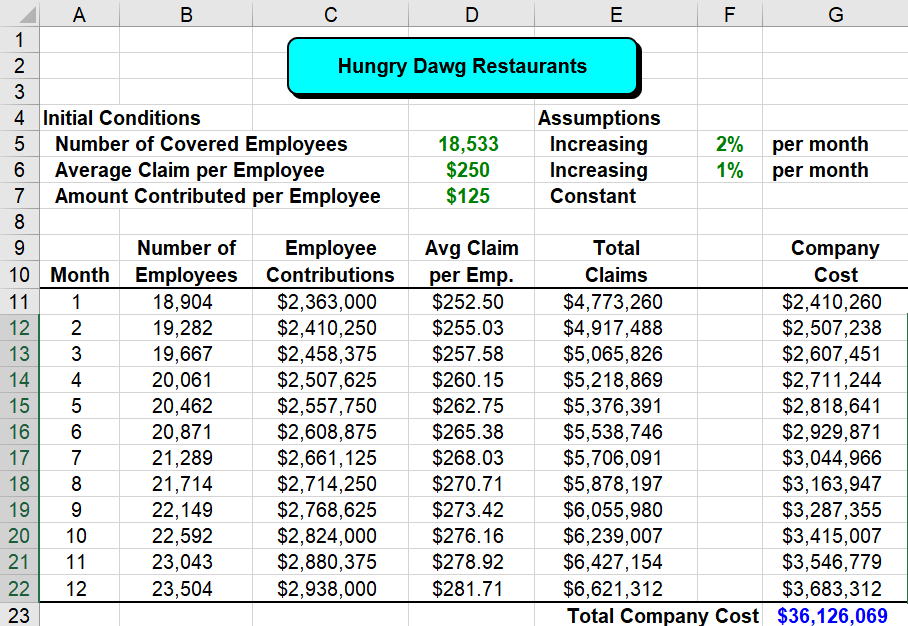 A B C D E F G
1
2 Hungry Dawg Restaurants
3
4 Initial Conditions Assumptions
5 Number of Covered Employees 18,533 Increasing 2% per month
6 Average Claim per Employee $250 Increasing 1% per month
7 Amount Contributed per Employee $125 Constant
8
9 Number of Employee Avg Claim Total Company
10 Month Employees Contributions per Emp. Claims Cost
11 1 18,904 $2,363,000 $252.50 $4,773,260 $2,410,260
12 2 19,282 $2,410,250 $255.03 $4,917,488 $2,507,238
13 3 19,667 $2,458,375 $257.58 $5,065,826 $2,607,451
14 4 20,061 $2,507,625 $260.15 $5,218,869 $2,711,244
15 5 20,462 $2,557,750 $262.75 $5,376,391 $2,818,641
16 6 20,871 $2,608,875 $265.38 $5,538,746 $2,929,871
17 7 21,289 $2,661,125 $268.03 $5,706,091 $3,044,966
18 8 21,714 $2,714,250 $270.71 $5,878,197 $3,163,947
19 9 22,149 $2,768,625 $273.42 $6,055,980 $3,287,355
20 10 22,592 $2,824,000 $276.16 $6,239,007 $3,415,007
21 11 23,043 $2,880,375 $278.92 $6,427,154 $3,546,779
22 12 23,504 $2,938,000 $281.71 $6,621,312 $3,683,312
23 Total Company Cost $36,126,069